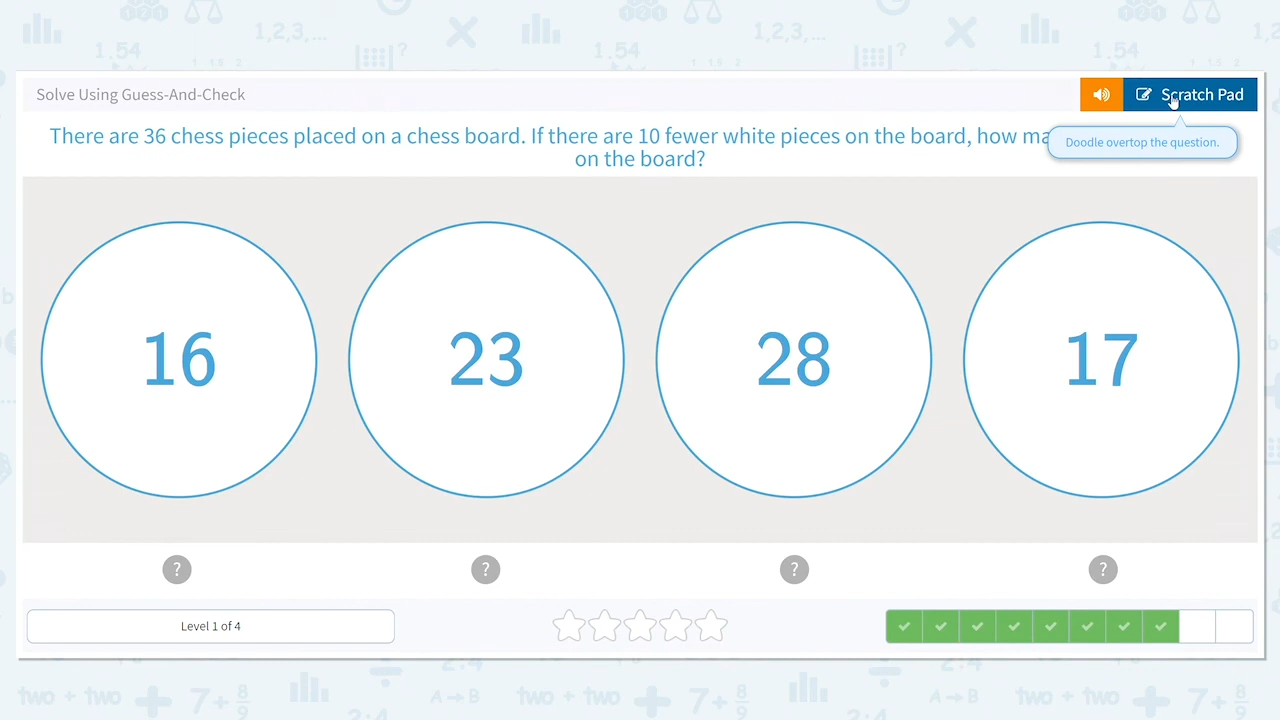 Solve Using Guess-And-Check
Scratch Pad
There are 36 chess pieces placed on a chess board. If there are 10 fewer white pieces on the board, how
on the board?
Doodle overtop the question.
16
23
28
17
?
?
?
?
Level 1 of 4